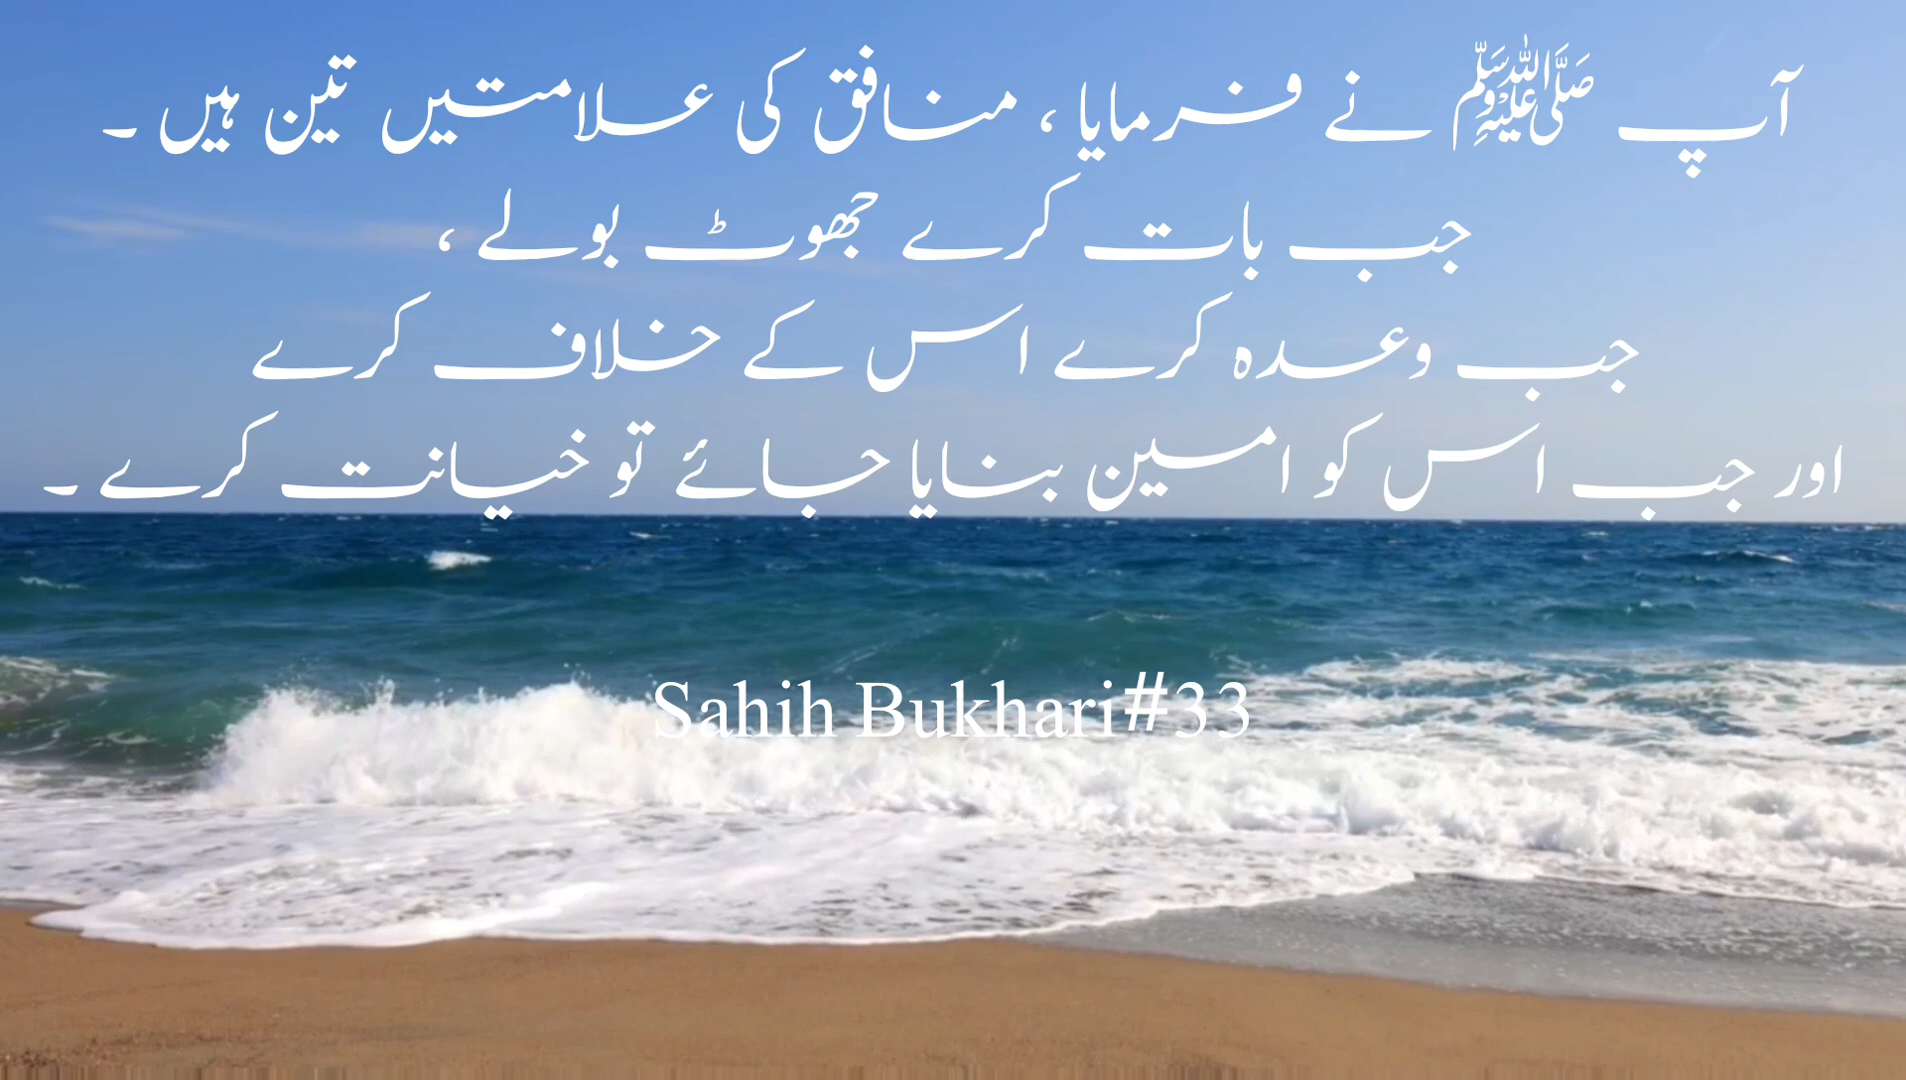 آپ ﷺ نے فرمایا ، منافق کی علامتیں تین ہیں ۔
جب بات کرے جھوٹ بولے ،
جب وعدہ کرے اس کے خلاف کرے
اور جب اس کو امین بنایا جائے تو خیانت کرے ۔
Sahih Bukhari#33